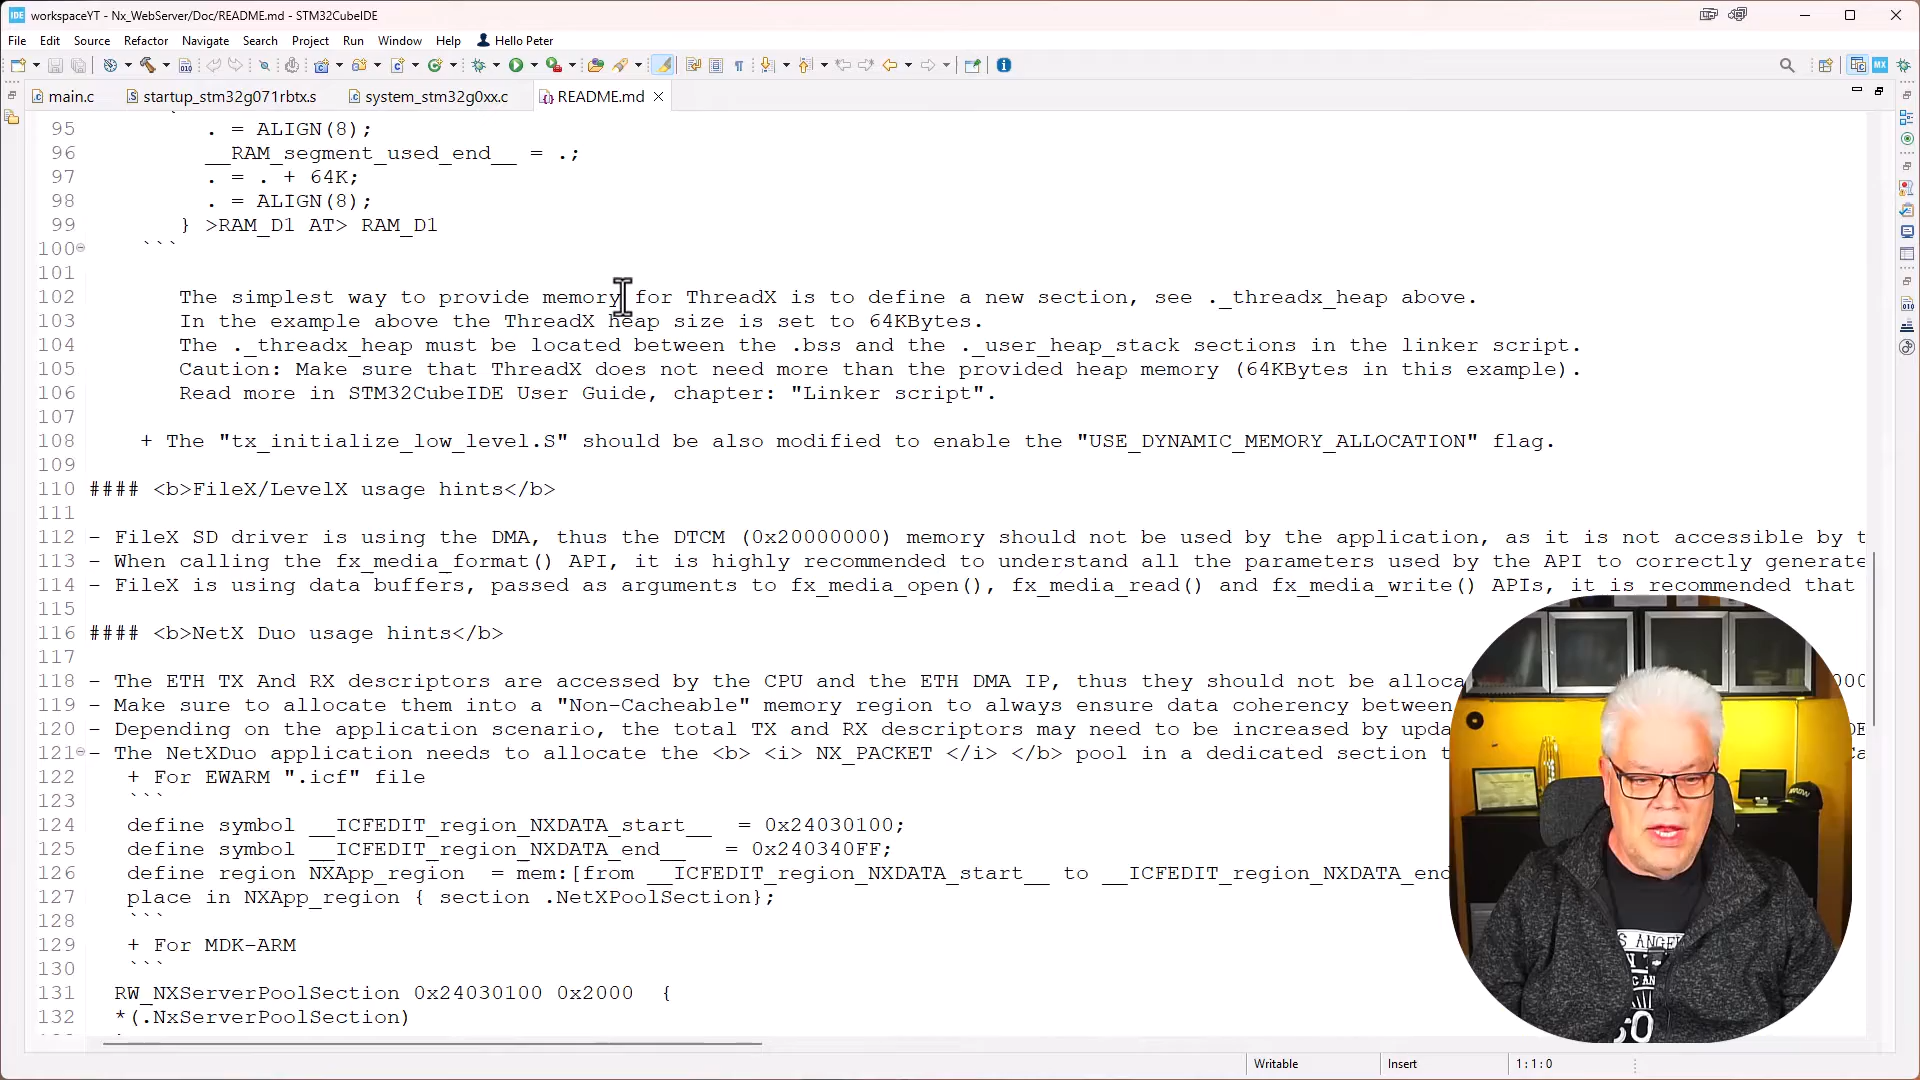 workspaceYT - Nx_WebServer/Doc/README.md - STM32CubeIDE
File Edit Source Refactor Navigate Search Project Run Window Help Hello Peter
main.c startup_stm32g071rbtx.s system_stm32g0xx.c README.md
95 . = ALIGN(8);
96 __RAM_segment_used_end__ = .;
97 . = . + 64K;
98 . = ALIGN(8);
99 } >RAM_D1 AT> RAM_D1
100 ```
101
102 The simplest way to provide memory for ThreadX is to define a new section, see ._threadx_heap above.
103 In the example above the ThreadX heap size is set to 64KBytes.
104 The ._threadx_heap must be located between the .bss and the ._user_heap_stack sections in the linker script.
105 Caution: Make sure that ThreadX does not need more than the provided heap memory (64KBytes in this example).
106 Read more in STM32CubeIDE User Guide, chapter: "Linker script".
107
108 + The "tx_initialize_low_level.S" should be also modified to enable the "USE_DYNAMIC_MEMORY_ALLOCATION" flag.
109
110 #### <b>FileX/LevelX usage hints</b>
111
112 - FileX SD driver is using the DMA, thus the DTCM (0x20000000) memory should not be used by the application, as it is not accessible by t
113 - When calling the fx_media_format() API, it is highly recommended to understand all the parameters used by the API to correctly generate
114 - FileX is using data buffers, passed as arguments to fx_media_open(), fx_media_read() and fx_media_write() APIs, it is recommended that
115
116 #### <b>NetX Duo usage hints</b>
117
118 - The ETH TX And RX descriptors are accessed by the CPU and the ETH DMA IP, thus they should not be alloca
119 - Make sure to allocate them into a "Non-Cacheable" memory region to always ensure data coherency between
120 - Depending on the application scenario, the total TX and RX descriptors may need to be increased by upda
121 - The NetXDuo application needs to allocate the <b> <i> NX_PACKET </i> </b> pool in a dedicated section t
122 + For EWARM ".icf" file
123 ```
124 define symbol __ICFEDIT_region_NXDATA_start__ = 0x24030100;
125 define symbol __ICFEDIT_region_NXDATA_end__ = 0x240340FF;
126 define region NXApp_region = mem:[from __ICFEDIT_region_NXDATA_start__ to __ICFEDIT_region_NXDATA_end
127 place in NXApp_region { section .NetXPoolSection};
128 ```
129 + For MDK-ARM
130 ```
131 RW_NXServerPoolSection 0x24030100 0x2000 {
132 *(.NxServerPoolSection)
Writable Insert 1:1:0